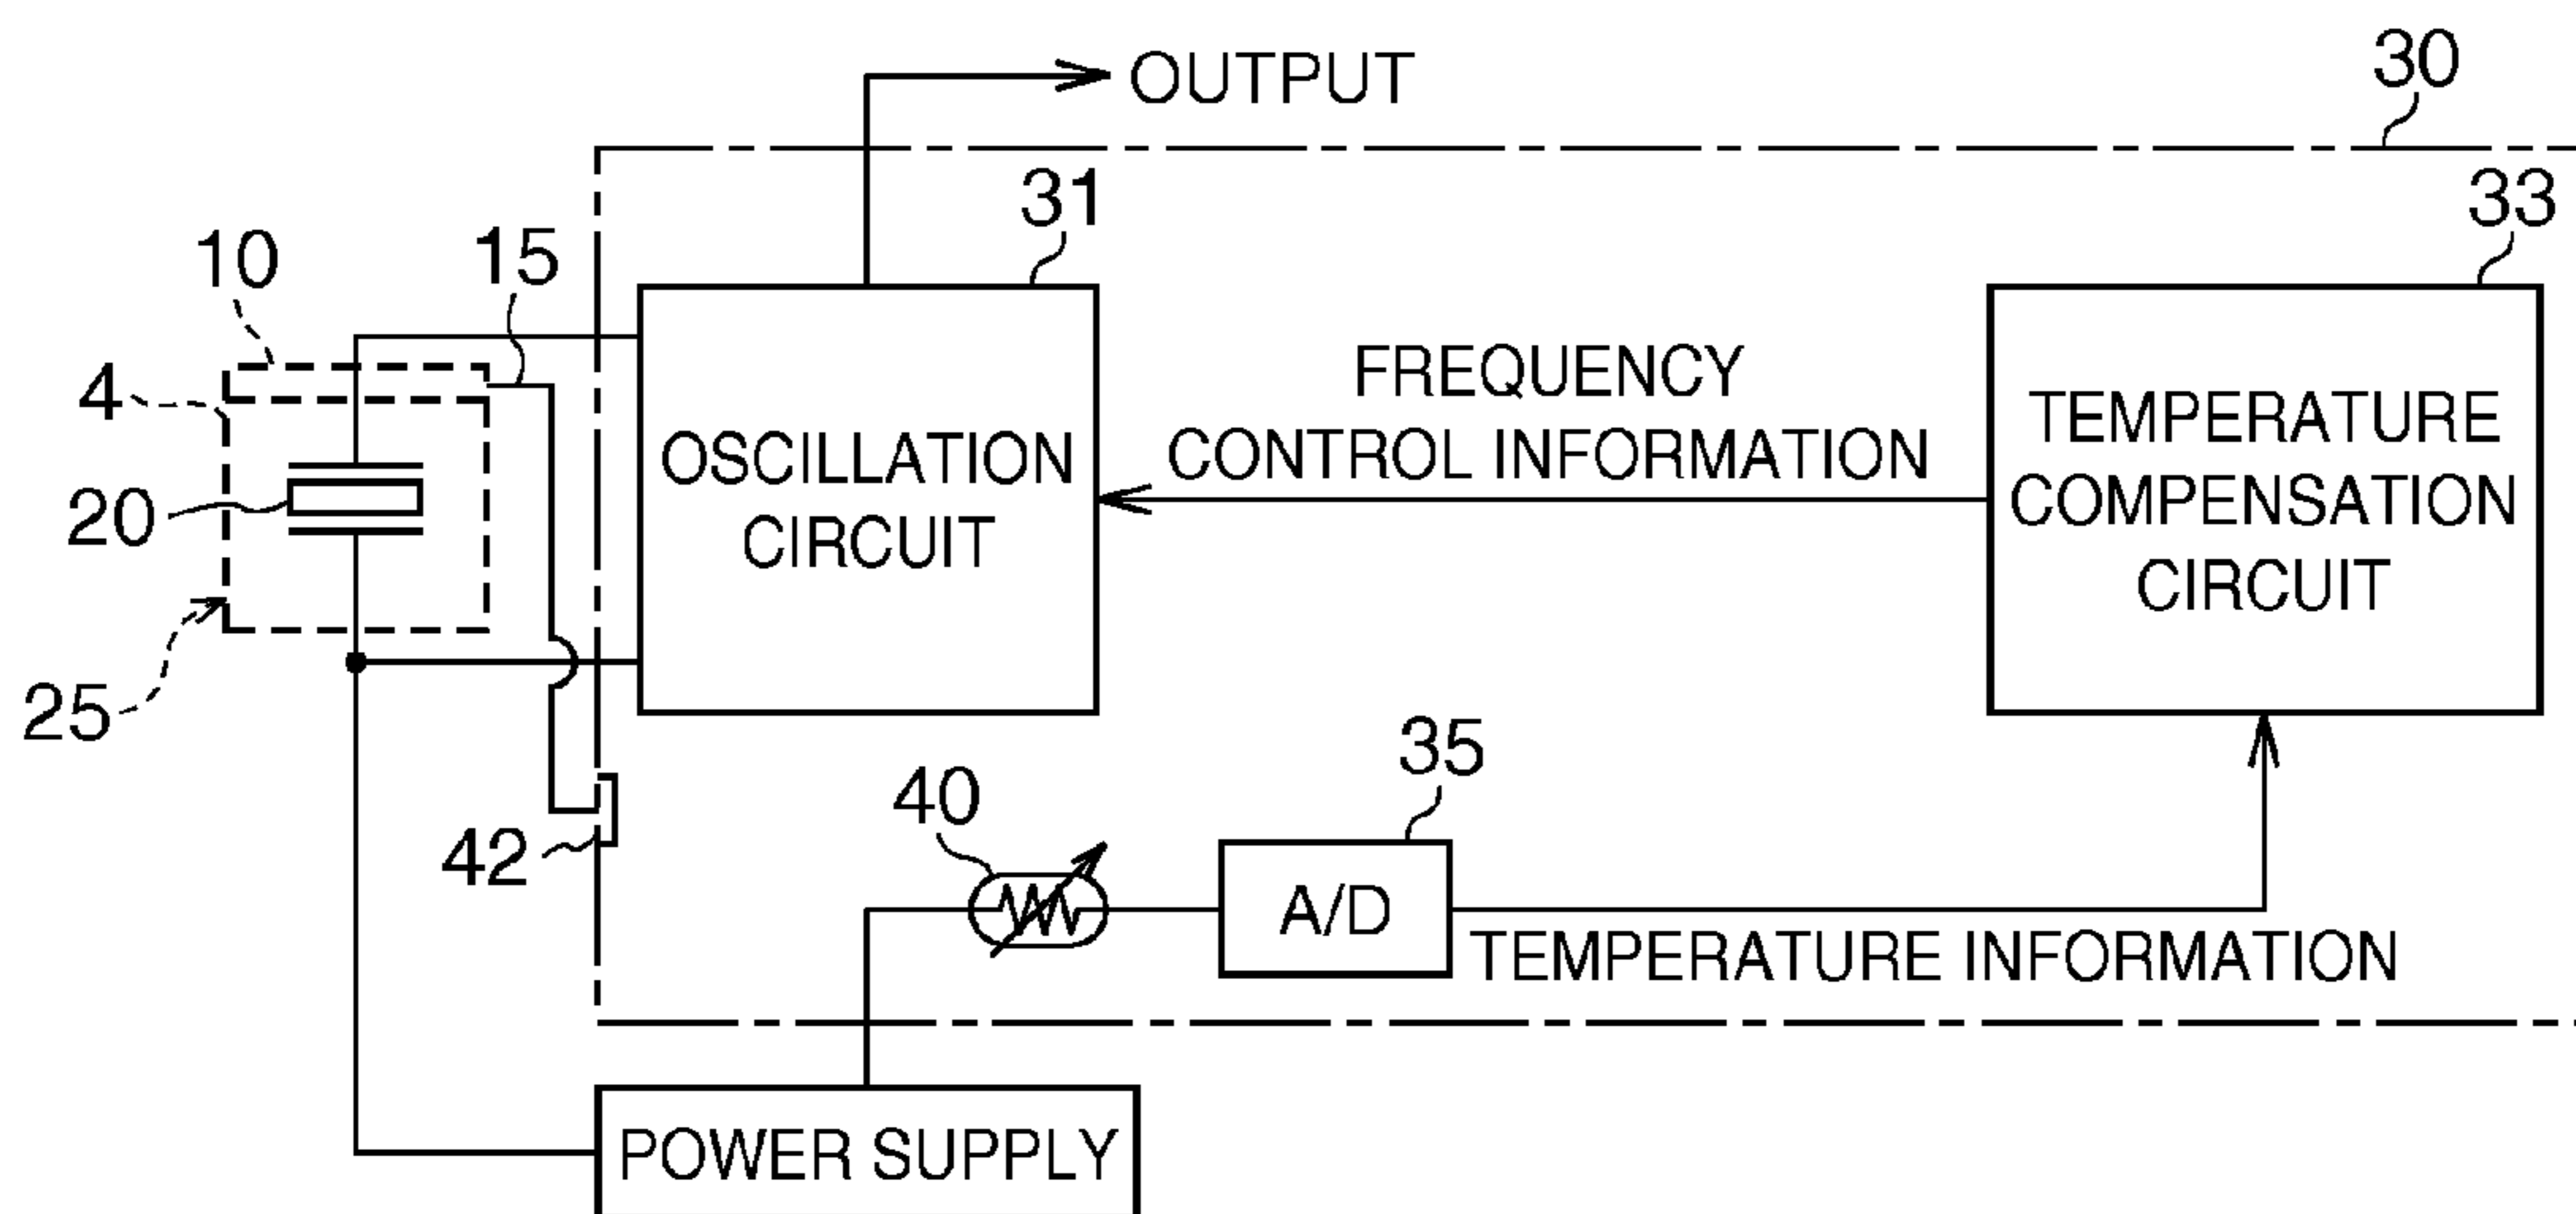 OUTPUT
30
31
33
10
15
4
20
25
OSCILLATION
CIRCUIT
FREQUENCY
CONTROL INFORMATION
TEMPERATURE
COMPENSATION
CIRCUIT
42
40
35
A/D
TEMPERATURE INFORMATION
POWER SUPPLY